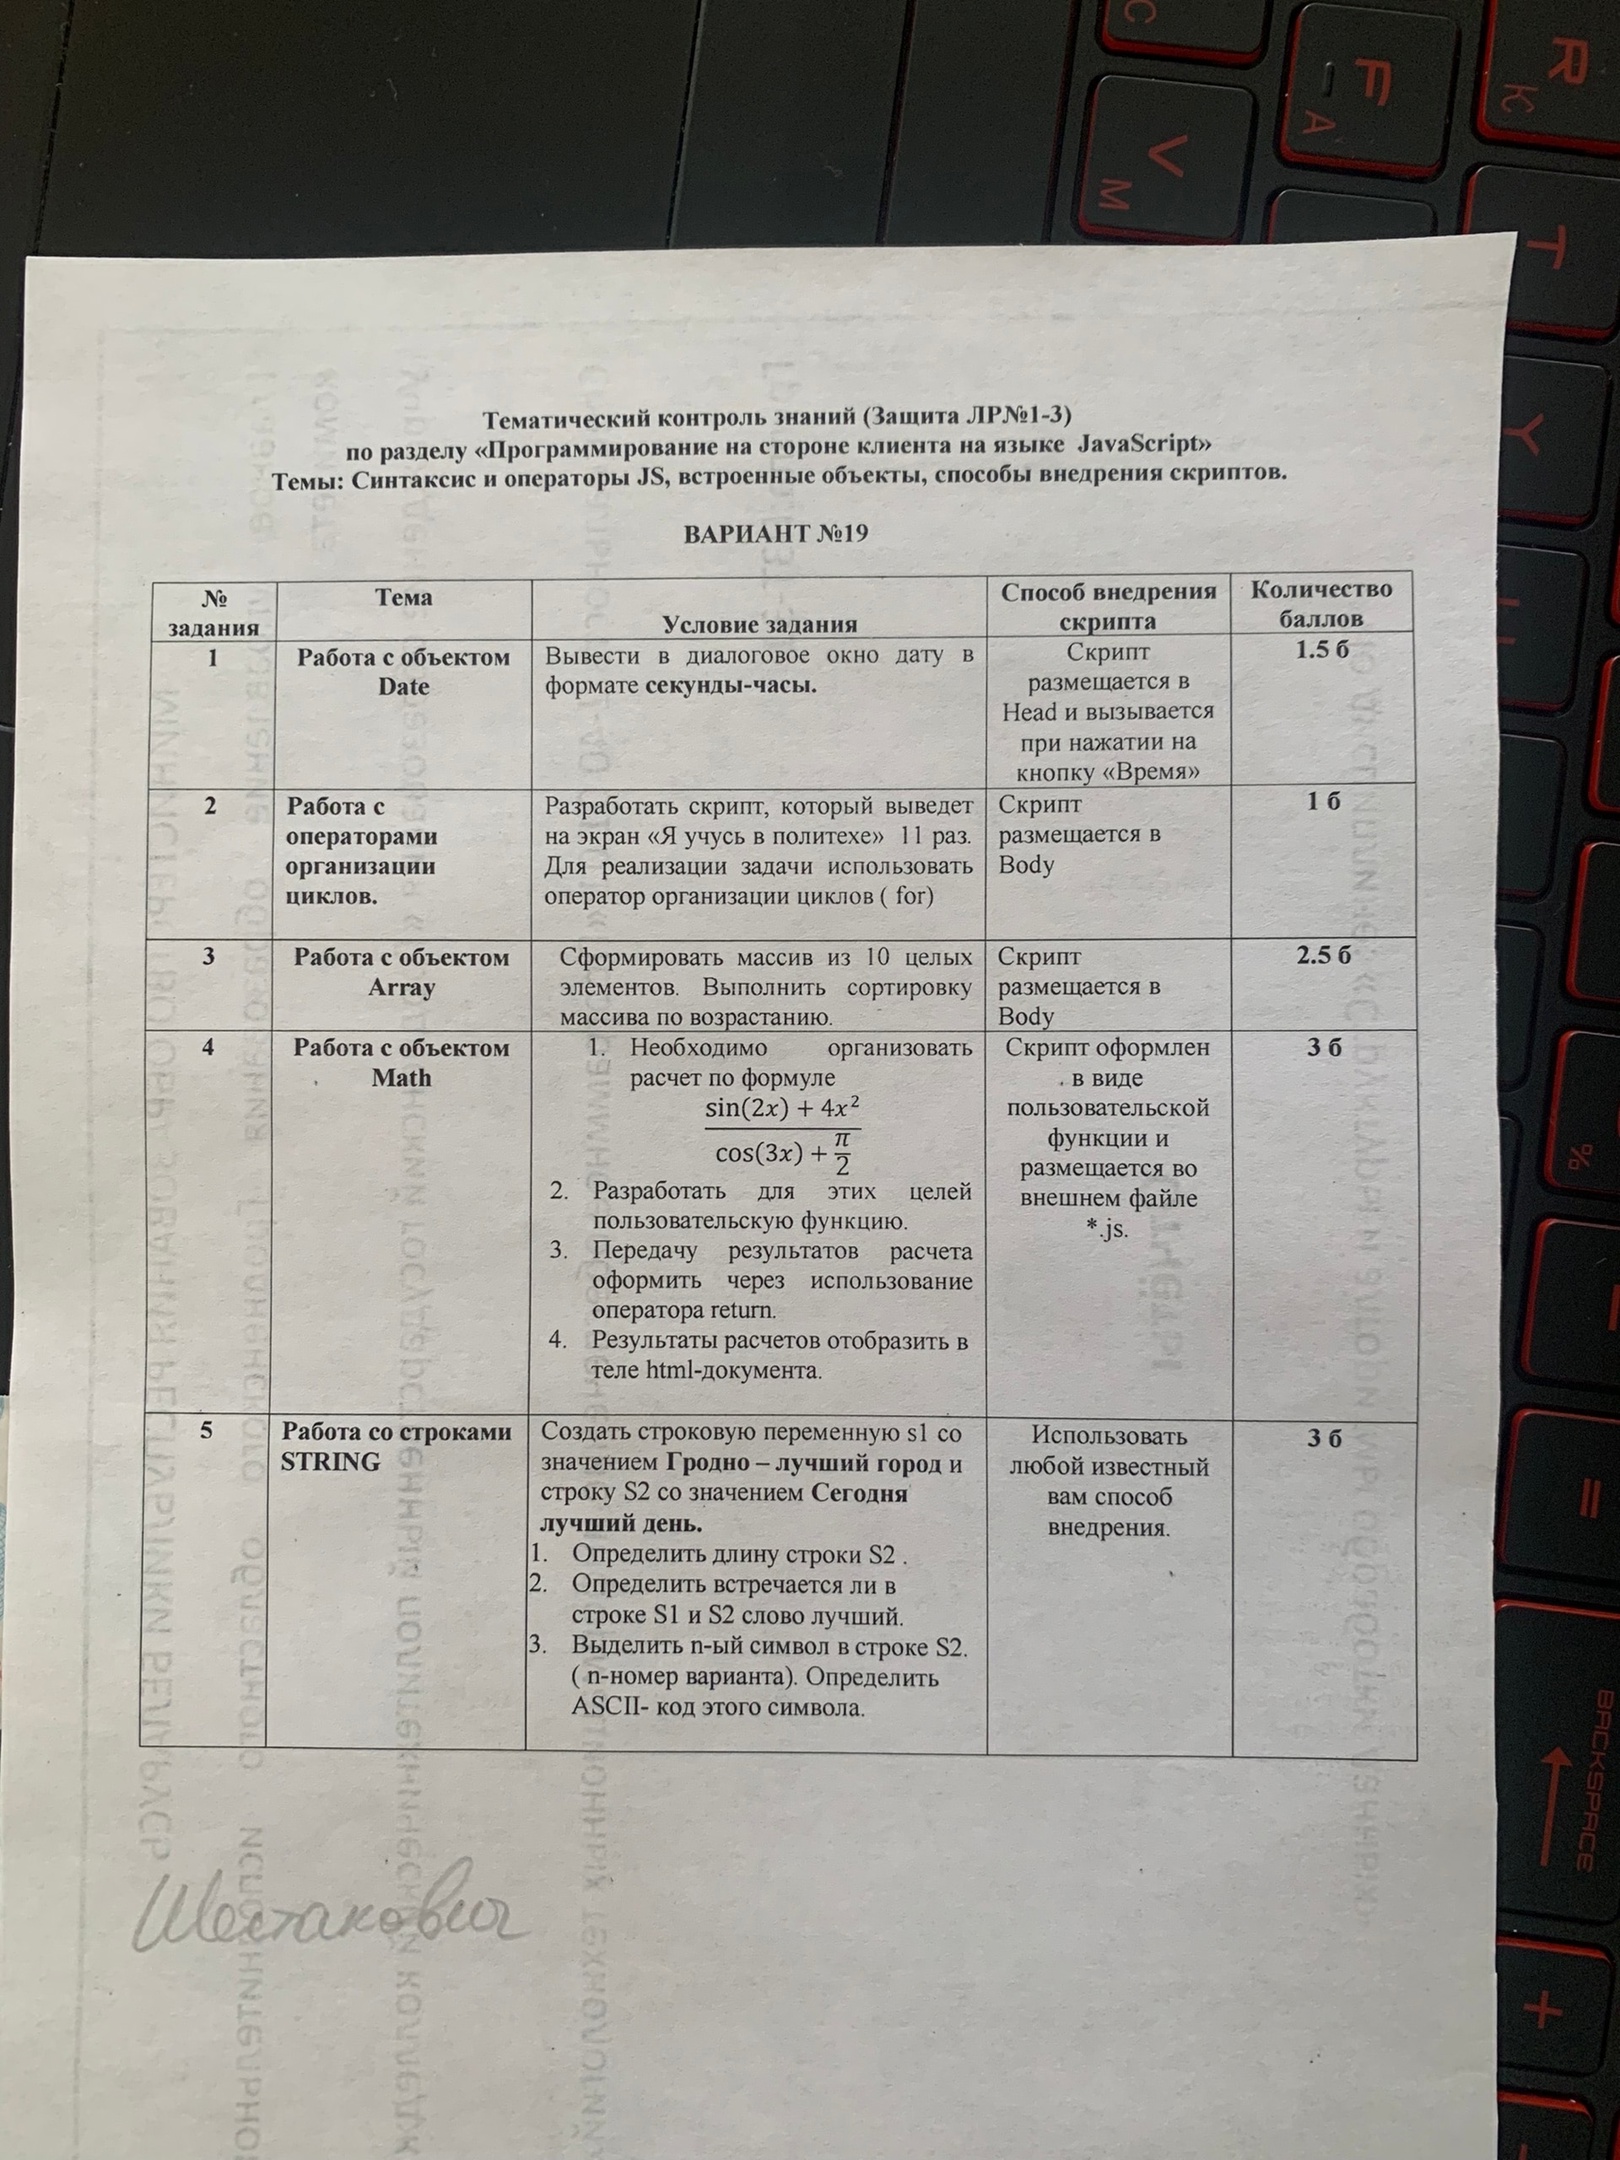 C
R
К
F
А
V
М
T
Y
Тематический контроль знаний (Защита ЛР№1-3)
по разделу «Программирование на стороне клиента на языке JavaScript»
Темы: Синтаксис и операторы JS, встроенные объекты, способы внедрения скриптов.
ВАРИАНТ №19
№ задания
Тема
Условие задания
Способ внедрения
скрипта
Количество
баллов
1
Работа с объектом
Date
Вывести в диалоговое окно дату в
формате секунды-часы.
Скрипт
размещается в
Head и вызывается
при нажатии на
кнопку «Время»
1.5 б
2
Работа с
операторами
организации
циклов.
Разработать скрипт, который выведет
на экран «Я учусь в политехе» 11 раз.
Для реализации задачи использовать
оператор организации циклов ( for)
Скрипт
размещается в
Body
1 б
3
Работа с объектом
Array
Сформировать массив из 10 целых
элементов. Выполнить сортировку
массива по возрастанию.
Скрипт
размещается в
Body
2.5 б
4
Работа с объектом
Math
1. Необходимо организовать
расчет по формуле
sin(2x) + 4x²
cos(3x) + π/2
2. Разработать для этих целей
пользовательскую функцию.
3. Передачу результатов расчета
оформить через использование
оператора return.
4. Результаты расчетов отобразить в
теле html-документа.
Скрипт оформлен
в виде
пользовательской
функции и
размещается во
внешнем файле
*.js.
3 б
5
Работа со строками
STRING
Создать строковую переменную s1 со
значением Гродно – лучший город и
строку S2 со значением Сегодня
лучший день.
1. Определить длину строки S2 .
2. Определить встречается ли в
строке S1 и S2 слово лучший.
3. Выделить n-ый символ в строке S2.
( n-номер варианта). Определить
ASCII- код этого символа.
Использовать
любой известный
вам способ
внедрения.
3 б
Шестакович
%
=
BACKSPACE
+